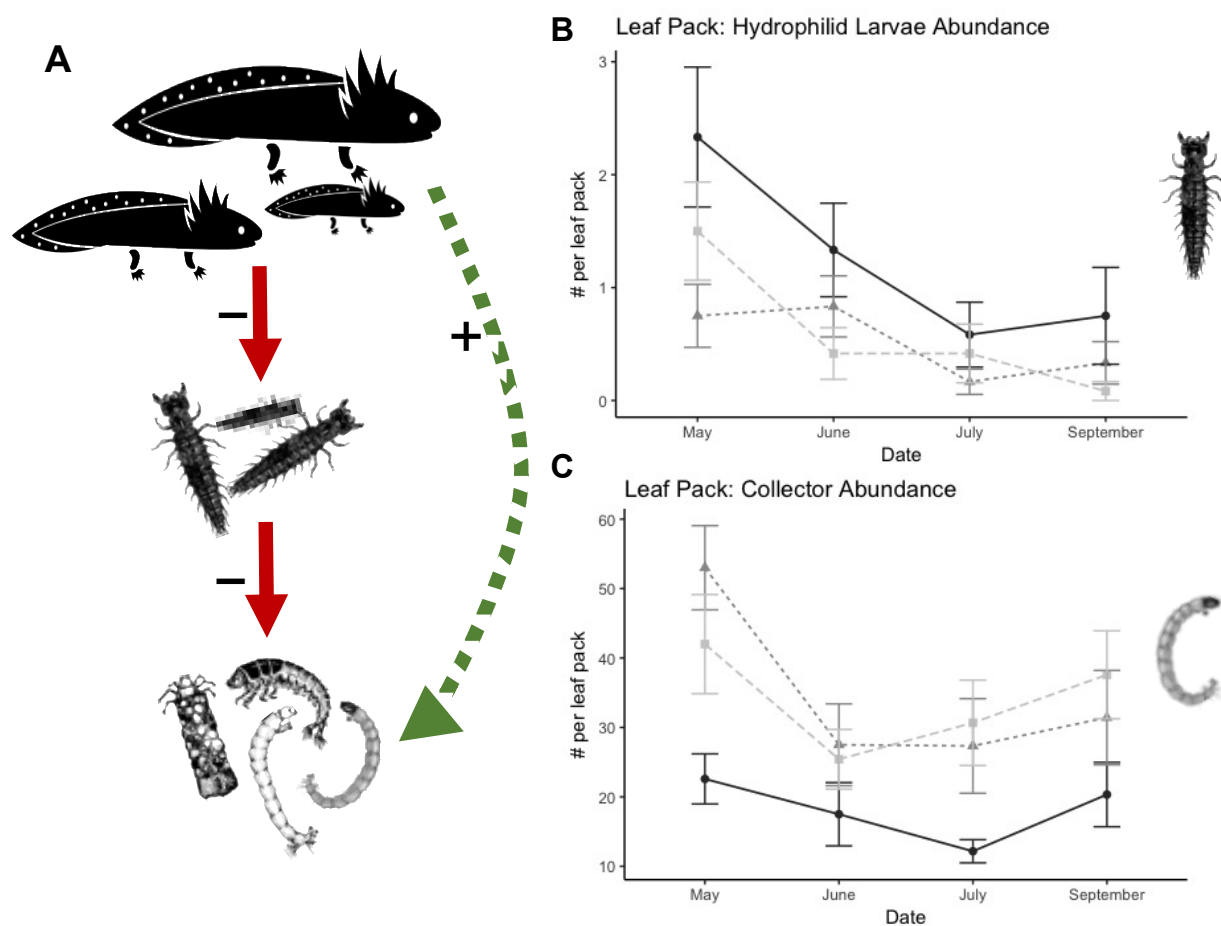 A
−
+
−
B
Leaf Pack: Hydrophilid Larvae Abundance
# per leaf pack
3
2
1
0
May June July September
Date
C
Leaf Pack: Collector Abundance
# per leaf pack
60
50
40
30
20
10
May June July September
Date